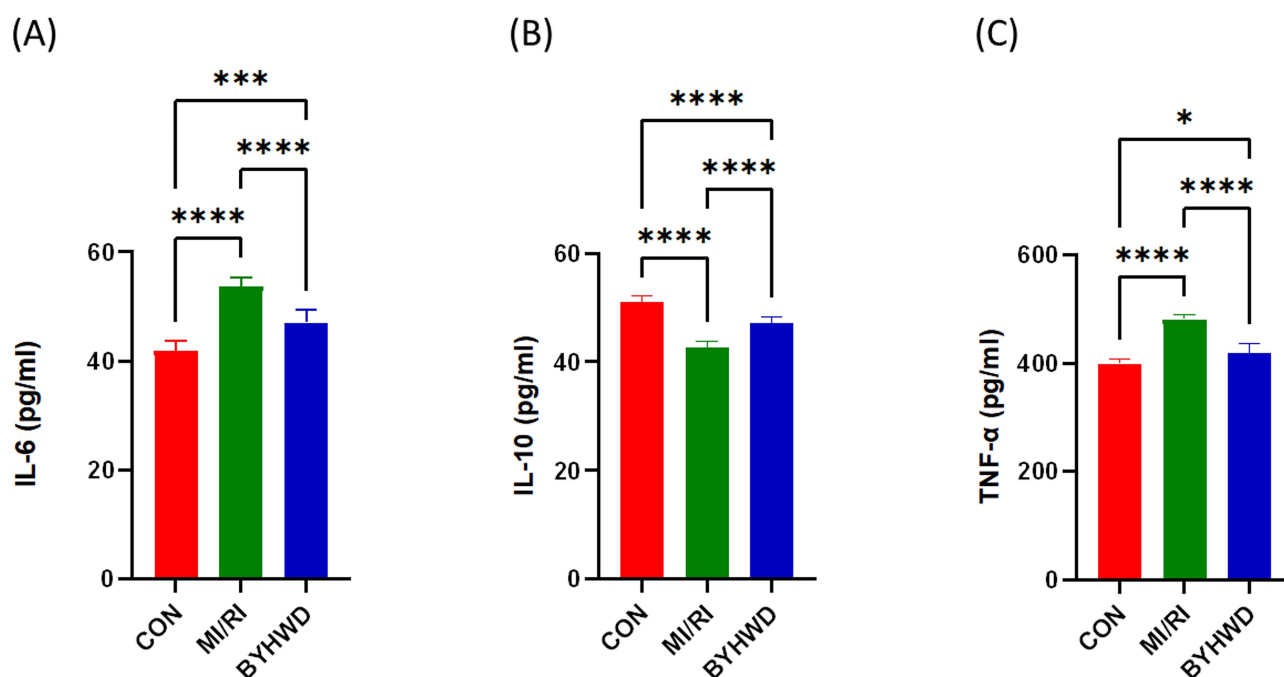 (A)
***
****
****
60
40
20
0
IL-6 (pg/ml)
CON
MI/RI
BYHWD
(B)
****
****
****
60
40
20
0
IL-10 (pg/ml)
CON
MI/RI
BYHWD
(C)
*
****
****
600
400
200
0
TNF-α (pg/ml)
CON
MI/RI
BYHWD